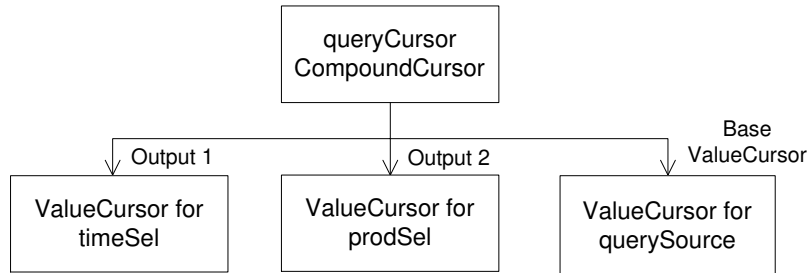 queryCursor
CompoundCursor
Output 1
Output 2
Base
ValueCursor
ValueCursor for
timeSel
ValueCursor for
prodSel
ValueCursor for
querySource